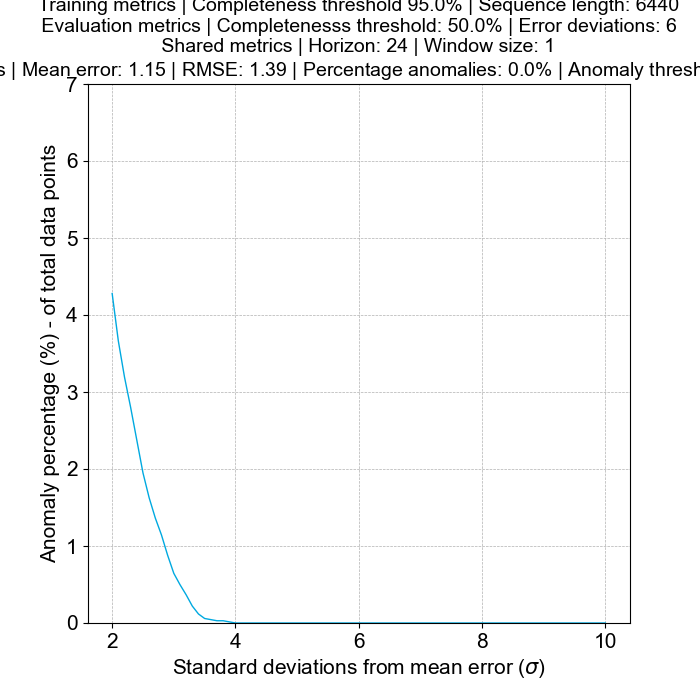 Training metrics | Completeness threshold 95.0% | Sequence length: 6440
Evaluation metrics | Completenesss threshold: 50.0% | Error deviations: 6
Shared metrics | Horizon: 24 | Window size: 1
s | Mean error: 1.15 | RMSE: 1.39 | Percentage anomalies: 0.0% | Anomaly thresh
7
6
5
4
3
2
1
0
Anomaly percentage (%) - of total data points
2 4 6 8 10
Standard deviations from mean error (σ)